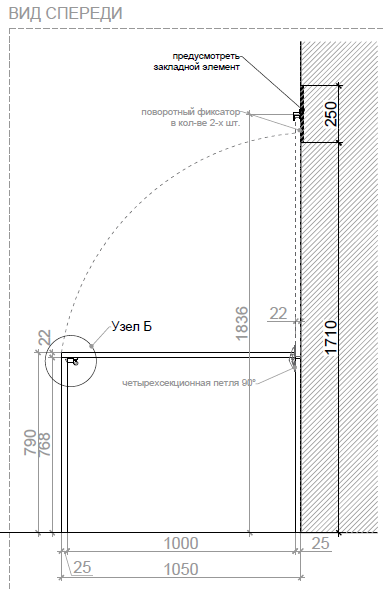 ВИД СПЕРЕДИ
предусмотреть
закладной элемент
поворотный фиксатор
в кол-ве 2-х шт.
250
1836
22
1710
22
Узел Б
четырехсекционная петля 90°
790
768
1000
25
25
1050